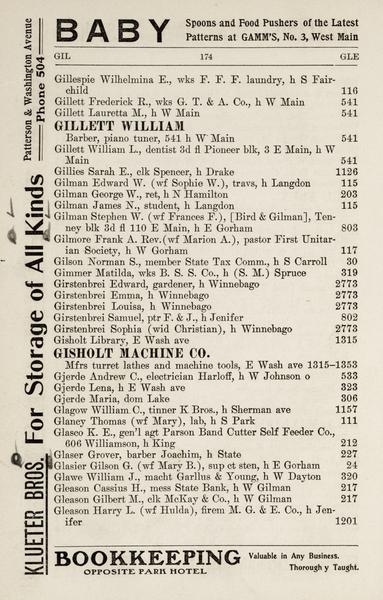 BABY Spoons and Food Pushers of the Latest
Patterns at GAMM'S, No. 3, West Main
GIL 174 GLE
Gillespie Wilhelmina E., wks F. F. F. laundry, h S Fair-
child 116
Gillett Frederick R., wks G. T. & A. Co., h W Main 541
Gillett Lauretta M., h W Main 541
GILLETT WILLIAM
Barber, piano tuner, 541 h W Main 541
Gillett William L., dentist 3d fl Pioneer blk, 3 E Main, h W
Main 541
Gillies Sarah E., clk Spencer, h Drake 1126
Gilman Edward W. (wf Sophie W.), travs, h Langdon 115
Gilman George W., ret, h N Hamilton 203
Gilman James N., student, h Langdon 115
Gilman Stephen W. (wf Frances F.), [Bird & Gilman], Ten-
ney blk 3d fl 110 E Main, h E Gorham 803
Gilmore Frank A. Rev.(wf Marion A.), pastor First Unitar-
ian Society, h W Gorham 117
Gilson Norman S., member State Tax Comm., h S Carroll 30
Gimmer Matilda, wks B. S. S. Co., h (S. M.) Spruce 319
Girstenbrei Edward, gardener, h Winnebago 2773
Girstenbrei Emma, h Winnebago 2773
Girstenbrei Louisa, h Winnebago 2773
Girstenbrei Samuel, ptr F. & J., h Jenifer 802
Girstenbrei Sophia (wid Christian), h Winnebago 2773
Gisholt Library, E Wash ave 1315
GISHOLT MACHINE CO.
Mfrs turret lathes and machine tools, E Wash ave 1315-1353
Gjerde Andrew C., electrician Harloff, h W Johnson o 533
Gjerde Lena, h E Wash ave 323
Gjerde Maria, dom Lake 306
Glagow William C., tinner K Bros., h Sherman ave 1157
Glancy Thomas (wf Mary), lab, h S Park 111
Glasco K. E., gen'l agt Parson Band Cutter Self Feeder Co.,
606 Williamson, h King 212
Glaser Grover, barber Joachim, h State 227
Glasier Gilson G. (wf Mary B.), sup ct sten, h E Gorham 24
Glawe William J., macht Garllus & Young, h W Dayton 320
Gleason Cassius H., mess State Bank, h W Gilman 217
Gleason Gilbert M., clk McKay & Co., h W Gilman 217
Gleason Harry L. (wf Hulda), firem M. G. & E. Co., h Jen-
ifer 1201
BOOKKEEPING Valuable in Any Business.
OPPOSITE PARK HOTEL Thorough y Taught.
KLUETER BROS. For Storage of All Kinds
Patterson & Washington Avenue
Phone 504